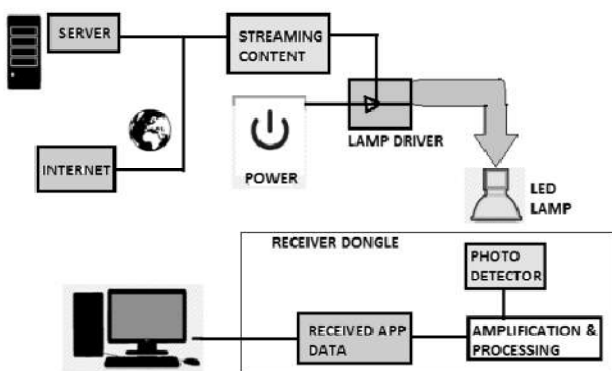 SERVER
STREAMING
CONTENT
LAMP DRIVER
POWER
INTERNET
LED
LAMP
RECEIVER DONGLE
PHOTO
DETECTOR
RECEIVED APP
DATA
AMPLIFICATION &
PROCESSING